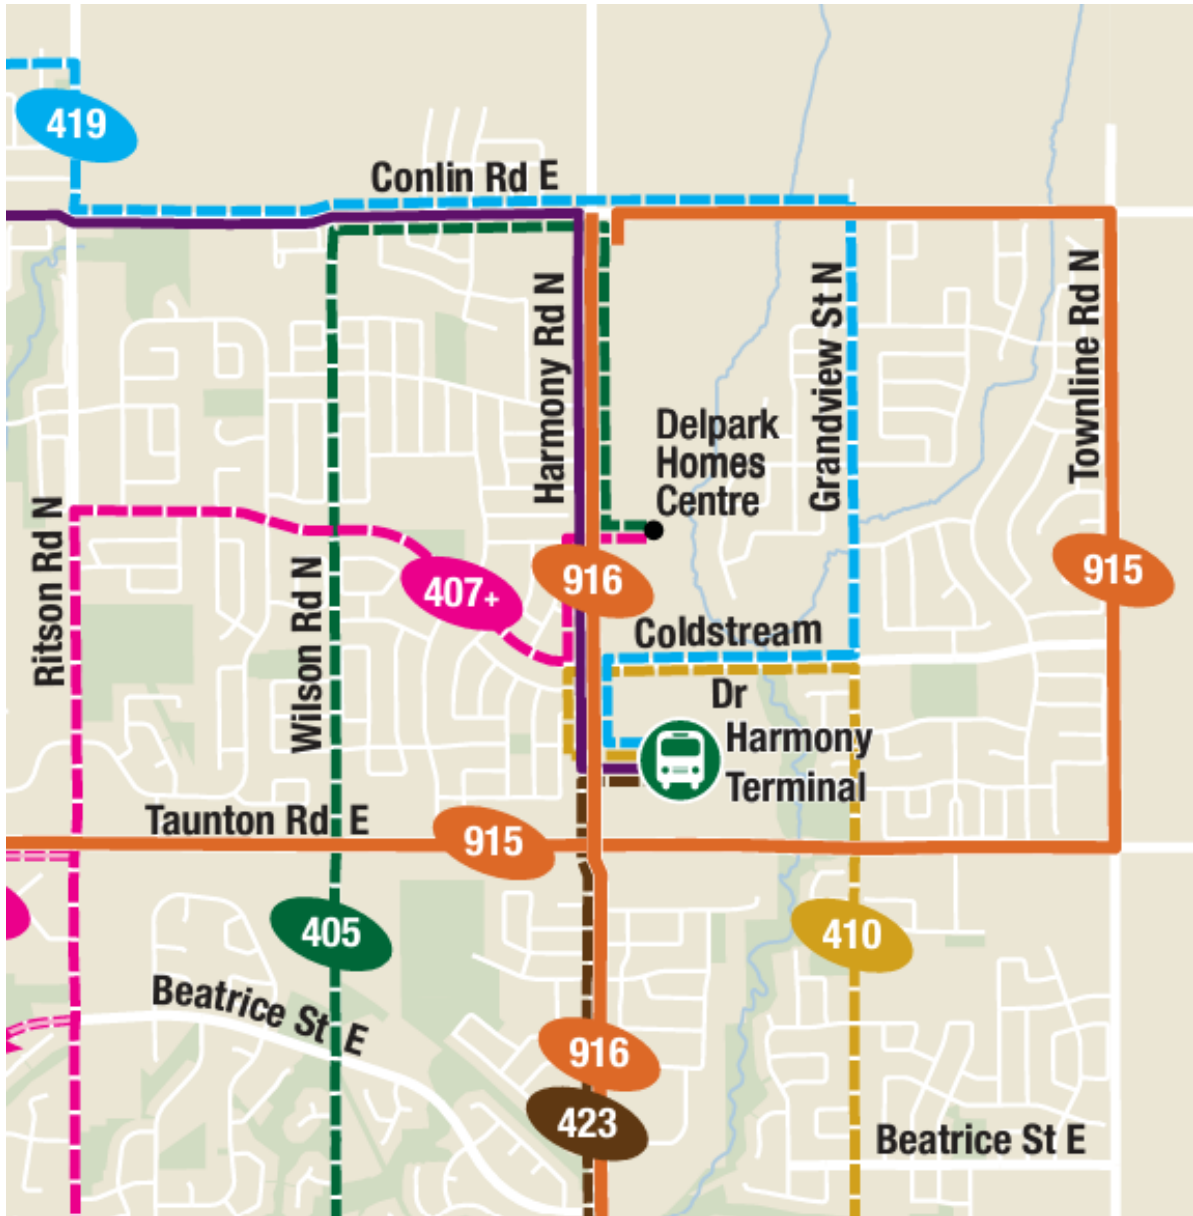 419
Conlin Rd E
Harmony Rd N
Grandview St N
Townline Rd N
Delpark
Homes
Centre
Ritson Rd N
Wilson Rd N
407+
916
915
Coldstream
Dr
Harmony
Terminal
Taunton Rd E
915
405
410
Beatrice St E
916
423
Beatrice St E